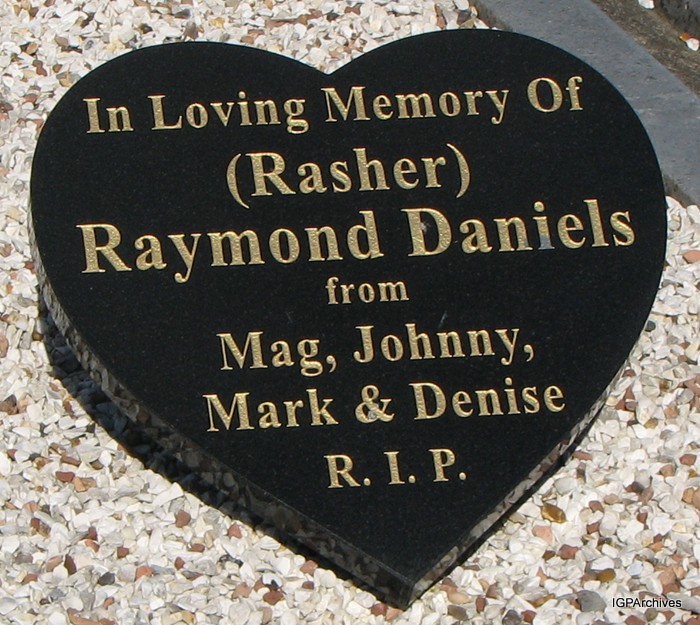 In Loving Memory Of
(Rasher)
Raymond Daniels
from
Mag, Johnny,
Mark & Denise
R. I. P.
IGPArchives